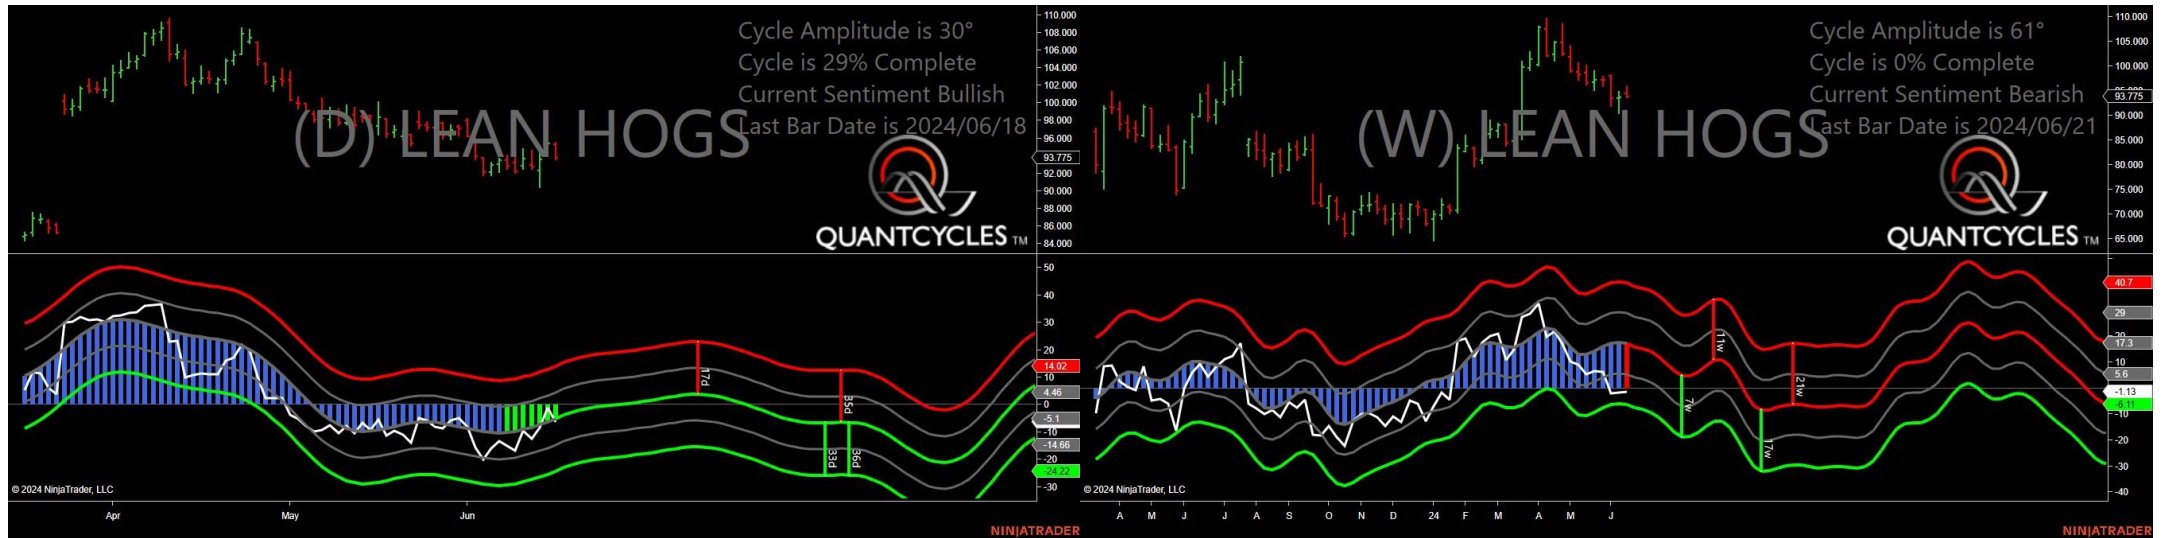 Cycle Amplitude is 30°
Cycle is 29% Complete
Current Sentiment Bullish
Last Bar Date is 2024/06/18
(D) LEAN HOGS
QUANTCYCLES TM
110.000
108.000
106.000
104.000
102.000
100.000
98.000
96.000
93.775
92.000
90.000
88.000
86.000
84.000
50
40
30
20
14.02
10
4.46
0
-5.1
-10
-14.66
-20
-24.22
-30
17d
35d
33d
36d
© 2024 NinjaTrader, LLC
Apr May Jun
NINJATRADER
Cycle Amplitude is 61°
Cycle is 0% Complete
Current Sentiment Bearish
Last Bar Date is 2024/06/21
(W) LEAN HOGS
QUANTCYCLES TM
110.000
105.000
100.000
93.775
90.000
85.000
80.000
75.000
70.000
65.000
40.7
29
20
17.3
10
5.6
-1.13
-6.11
-10
-20
-30
-40
11w
21w
7w
17w
© 2024 NinjaTrader, LLC
A M J J A S O N D 24 F M A M J
NINJATRADER